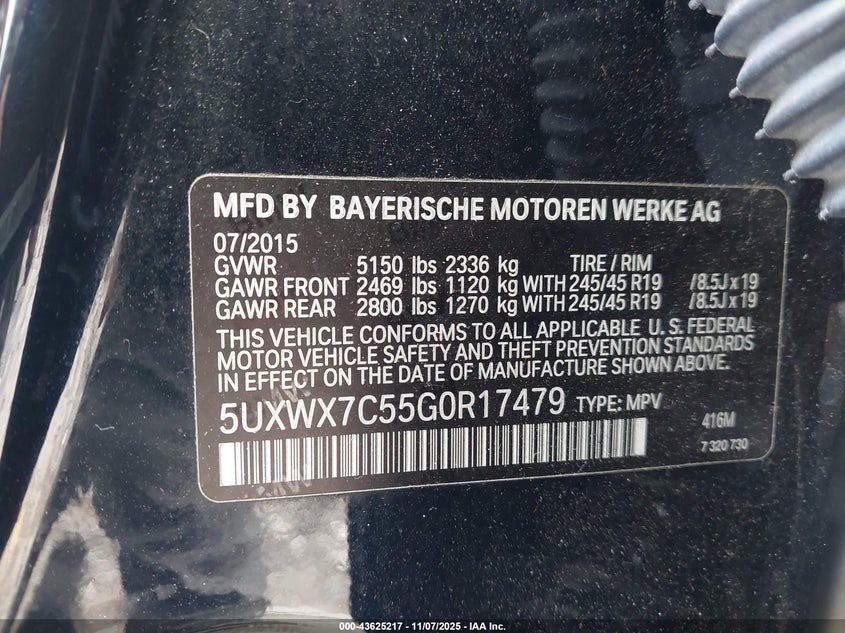 MFD BY BAYERISCHE MOTOREN WERKE AG
07/2015
GVWR 5150 lbs 2336 kg TIRE / RIM
GAWR FRONT 2469 lbs 1120 kg WITH 245/45 R19 /8.5J x 19
GAWR REAR 2800 lbs 1270 kg WITH 245/45 R19 /8.5J x 19
THIS VEHICLE CONFORMS TO ALL APPLICABLE U. S. FEDERAL
MOTOR VEHICLE SAFETY AND THEFT PREVENTION STANDARDS
IN EFFECT ON THE DATE OF MANUFACTURE SHOWN ABOVE.
5UXWX7C55G0R17479 TYPE: MPV
416M
7 320 730
000-43625217 - 11/07/2025 - IAA Inc.